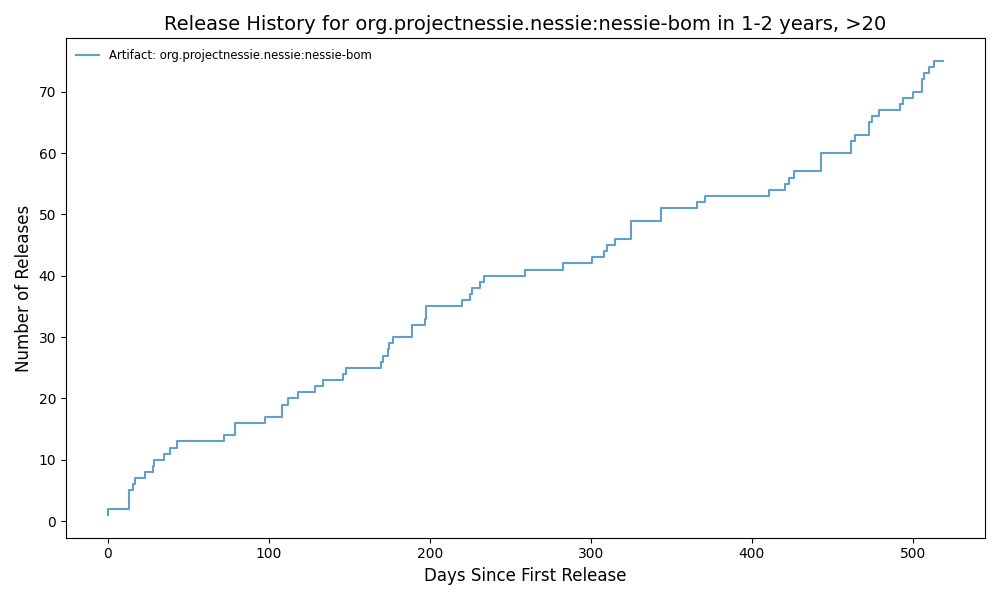 Release History for org.projectnessie.nessie:nessie-bom in 1-2 years, >20
Artifact: org.projectnessie.nessie:nessie-bom
Number of Releases
70
60
50
40
30
20
10
0
0 100 200 300 400 500
Days Since First Release